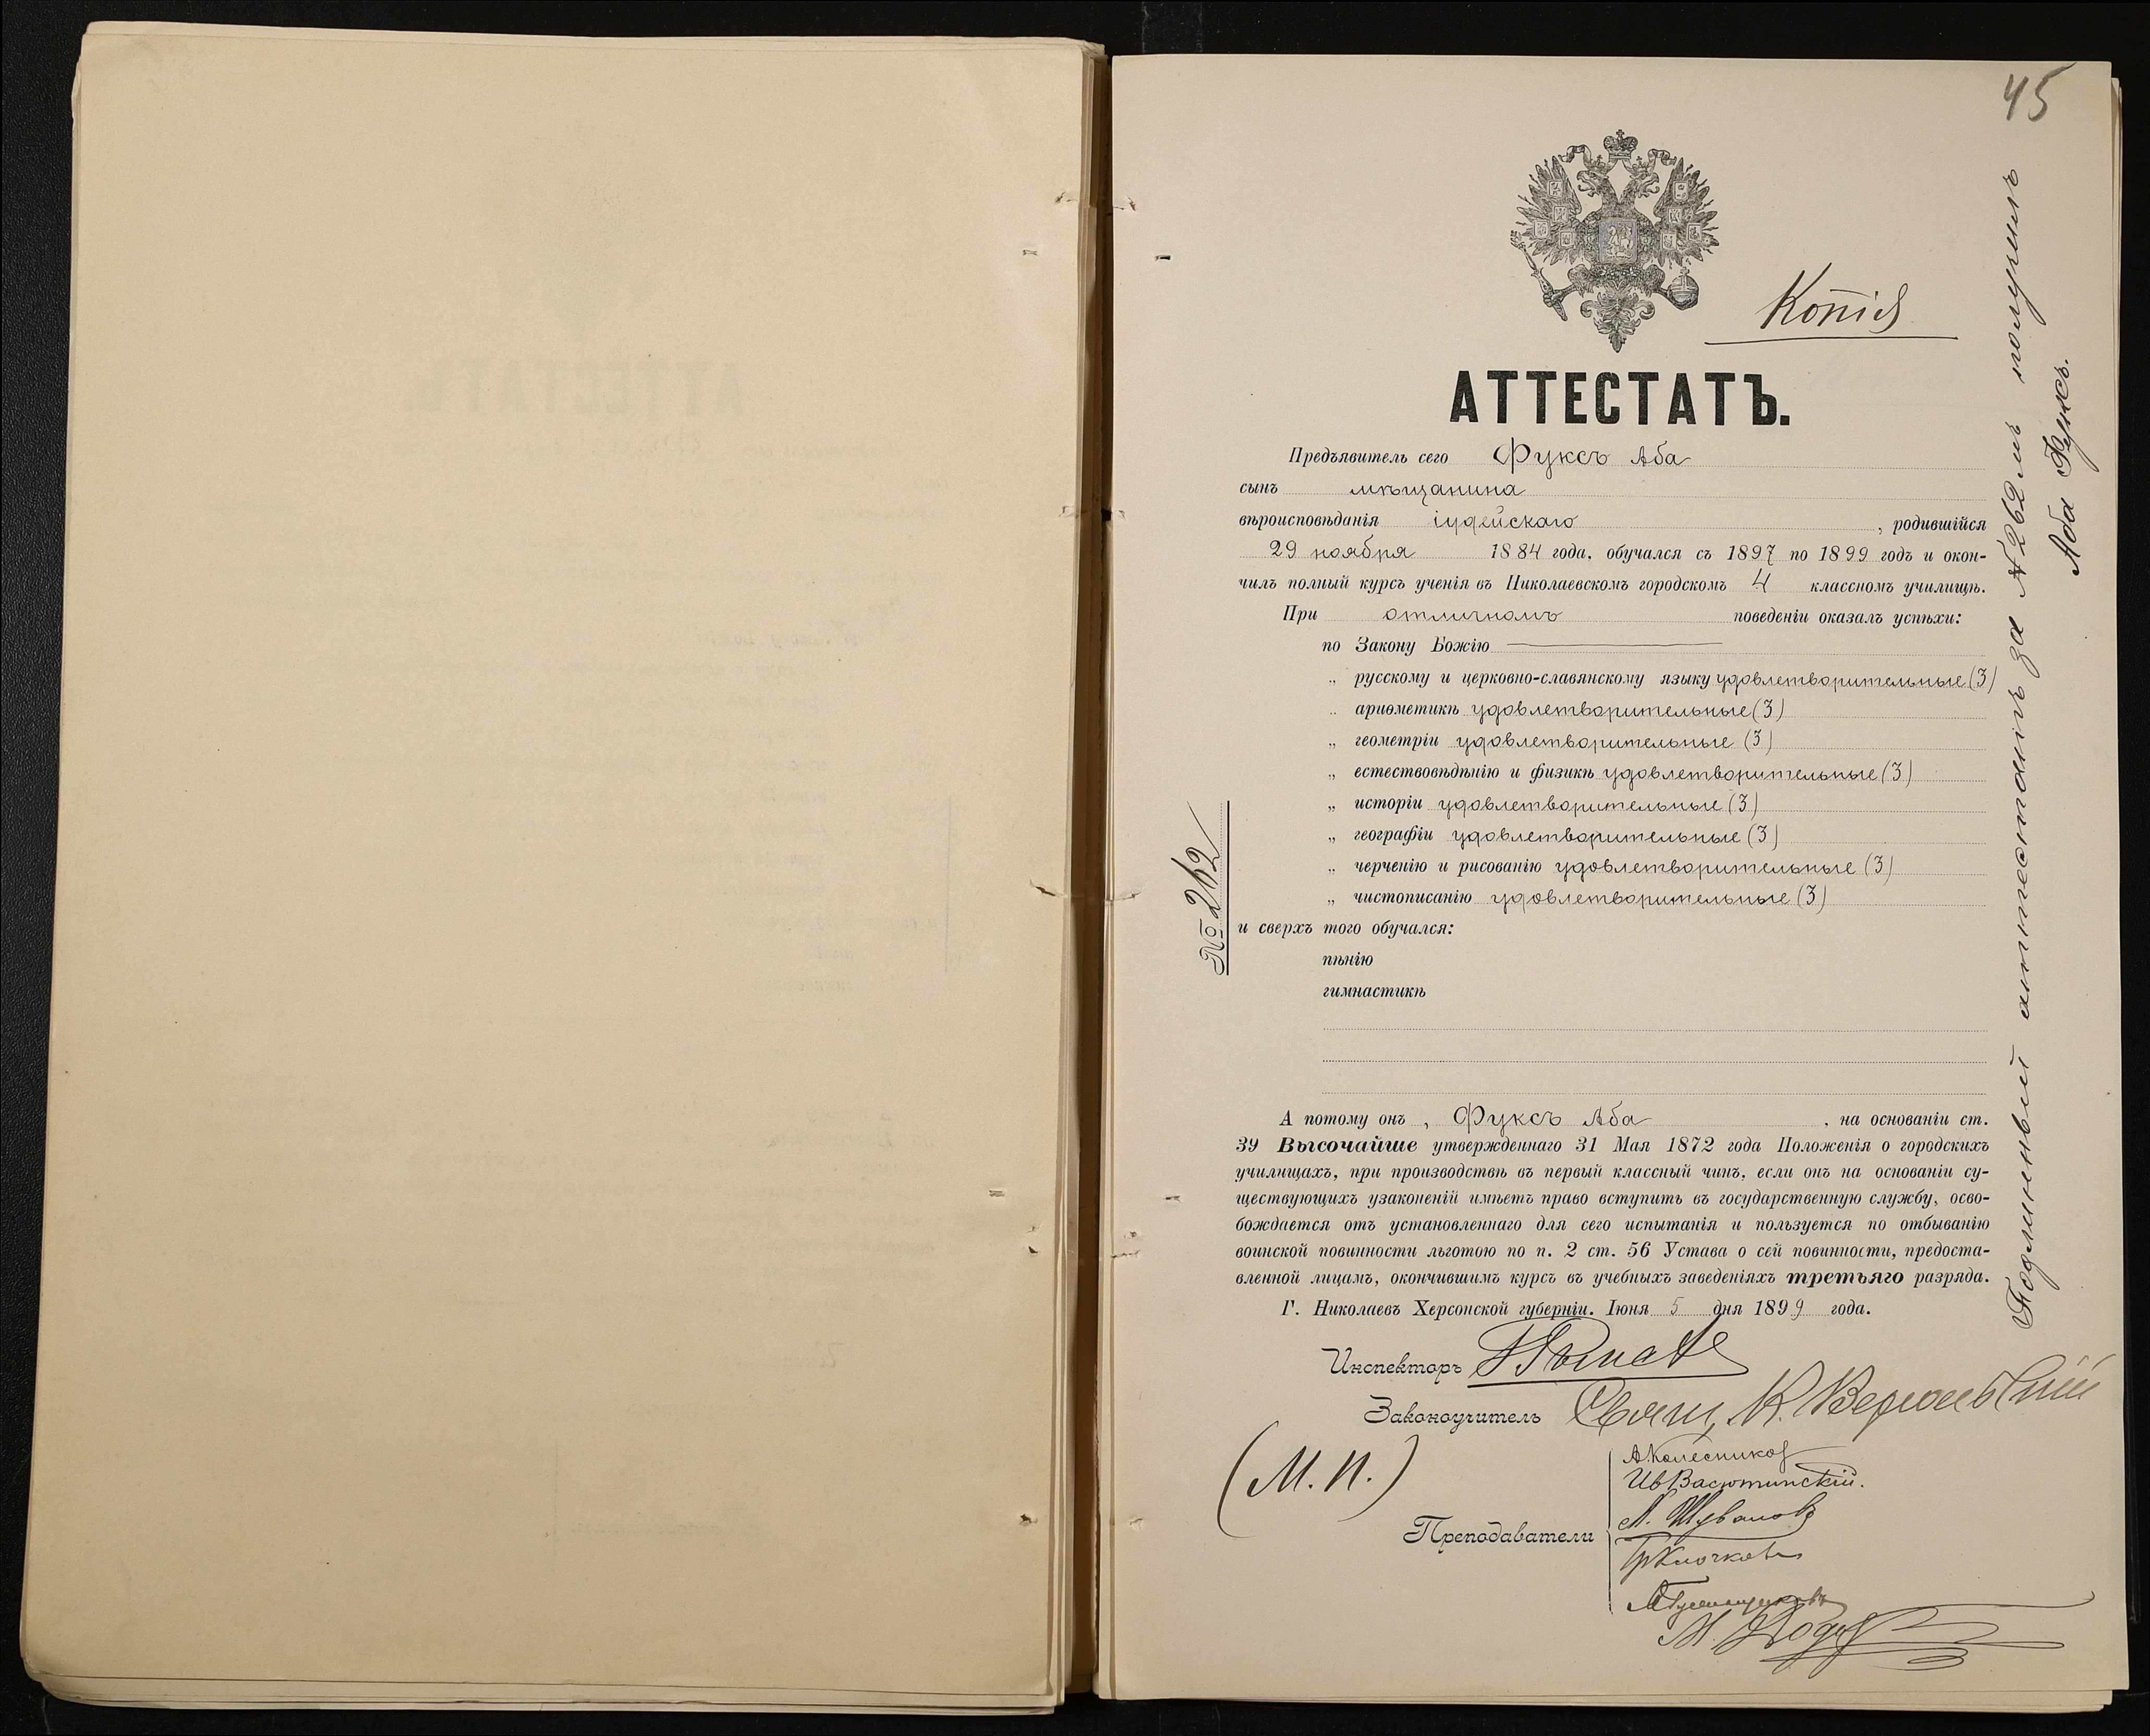 45
Копія
АТТЕСТАТЪ.
Предъявитель сего Фуксъ Аба
сынъ мѣщанина
вѣроисповѣданія іудейскаго , родившійся
29 ноября 1884 года, обучался съ 1897 по 1899 годъ и окон-
чилъ полный курсъ ученія въ Николаевскомъ городскомъ 4 классномъ училищѣ.
При отличномъ поведеніи оказалъ успѣхи:
по Закону Божію —
„ русскому и церковно-славянскому языку удовлетворительные (3)
„ ариѳметикѣ удовлетворительные (3)
„ геометріи удовлетворительные (3)
„ естествовѣдѣнію и физикѣ удовлетворительные (3)
„ исторіи удовлетворительные (3)
„ географіи удовлетворительные (3)
„ черченію и рисованію удовлетворительные (3)
„ чистописанію удовлетворительные (3)
и сверхъ того обучался:
пѣнію
гимнастикѣ
№ 262
А потому онъ , Фуксъ Аба , на основаніи ст.
39 Высочайше утвержденнаго 31 Мая 1872 года Положенія о городскихъ
училищахъ, при производствѣ въ первый классный чинъ, если онъ на основаніи су-
ществующихъ узаконеній имѣетъ право вступить въ государственную службу, осво-
бождается отъ установленнаго для сего испытанія и пользуется по отбыванію
воинской повинности льготою по п. 2 ст. 56 Устава о сей повинности, предоста-
вленной лицамъ, окончившимъ курсъ въ учебныхъ заведеніяхъ третьяго разряда.
Г. Николаевъ Херсонской губерніи. Іюня 5 дня 1899 года.
Инспекторъ
Законоучитель Свящ. К.
(М. П.)
Преподаватели
А. Колесников
Ив Васютинскій.
Л. Шуваловъ
Гр Клочковъ
Подлинный аттестатъ за № 262мъ получилъ
Аба Фуксъ.